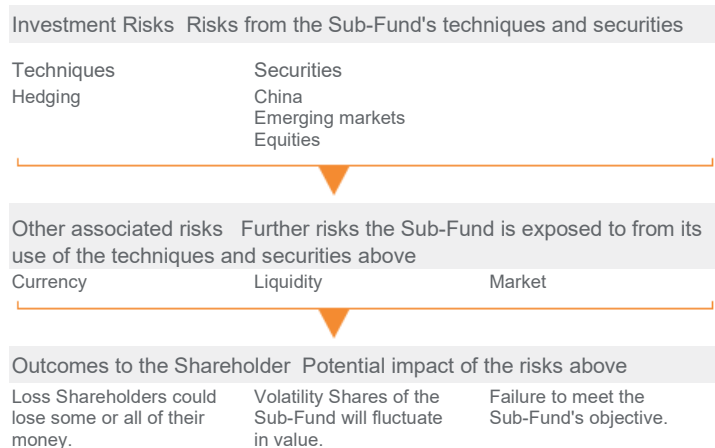 Investment Risks Risks from the Sub-Fund's techniques and securities
Techniques Securities
Hedging China
Emerging markets
Equities
Other associated risks Further risks the Sub-Fund is exposed to from its
use of the techniques and securities above
Currency Liquidity Market
Outcomes to the Shareholder Potential impact of the risks above
Loss Shareholders could Volatility Shares of the Failure to meet the
lose some or all of their Sub-Fund will fluctuate Sub-Fund's objective.
money. in value.